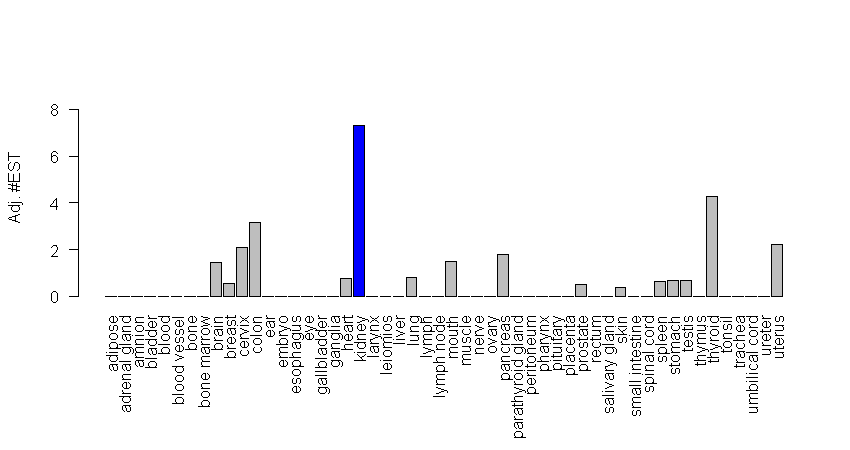 Adj. #EST
8
6
4
2
0
adipose
adrenal gland
amnion
bladder
blood
blood vessel
bone
bone marrow
brain
breast
cervix
colon
ear
embryo
esophagus
eye
gallbladder
ganglia
heart
kidney
larynx
leiomios
liver
lung
lymph
lymph node
mouth
muscle
nerve
ovary
pancreas
parathyroid gland
peritoneum
pharynx
pituitary
placenta
prostate
rectum
salivary gland
skin
small intestine
spinal cord
spleen
stomach
testis
thymus
thyroid
tonsil
trachea
umbilical cord
ureter
uterus